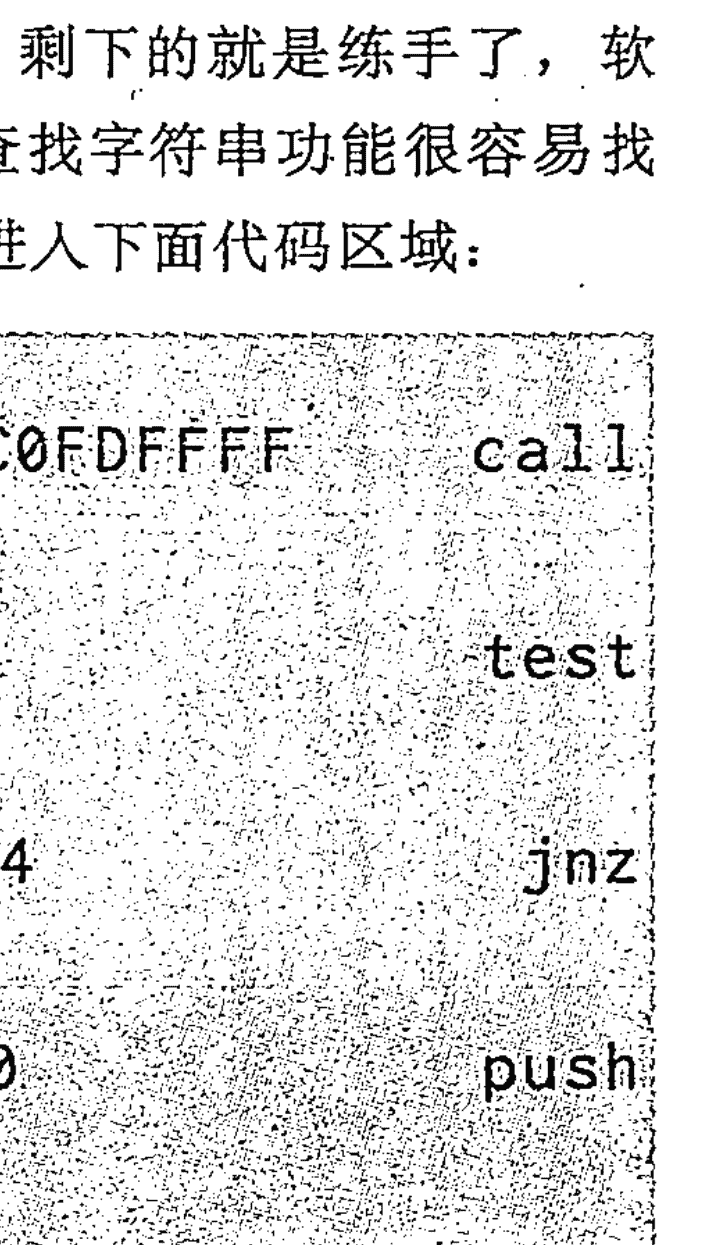 剩下的就是练手了，软
查找字符串功能很容易找
进入下面代码区域：
C0FDFFFF call
test
4 jnz
0 push